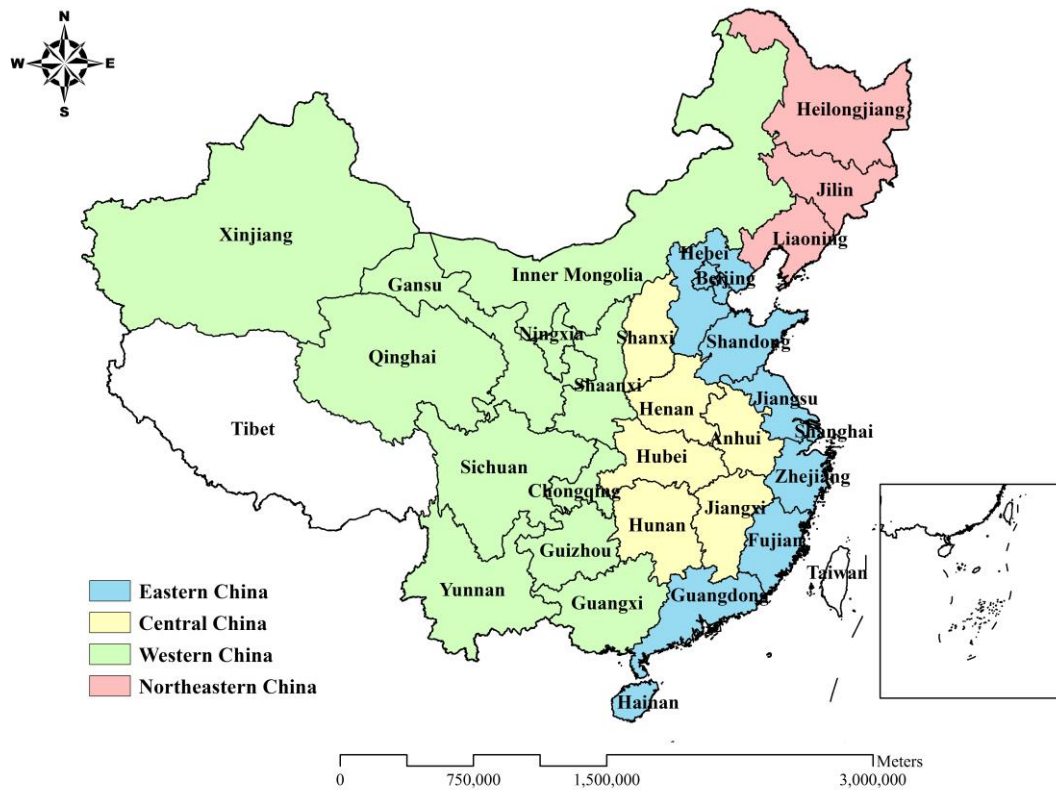 N
W
E
S
Heilongjiang
Jilin
Liaoning
Xinjiang
Hebei
Beijing
Inner Mongolia
Gansu
Ningxia
Shanxi
Shandong
Qinghai
Shaanxi
Henan
Jiangsu
Tibet
Anhui
Shanghai
Hubei
Sichuan
Zhejiang
Chongqing
Jiangxi
Hunan
Fujian
Guizhou
Taiwan
Yunnan
Guangxi
Guangdong
Hainan
Eastern China
Central China
Western China
Northeastern China
Meters
0
750,000
1,500,000
3,000,000